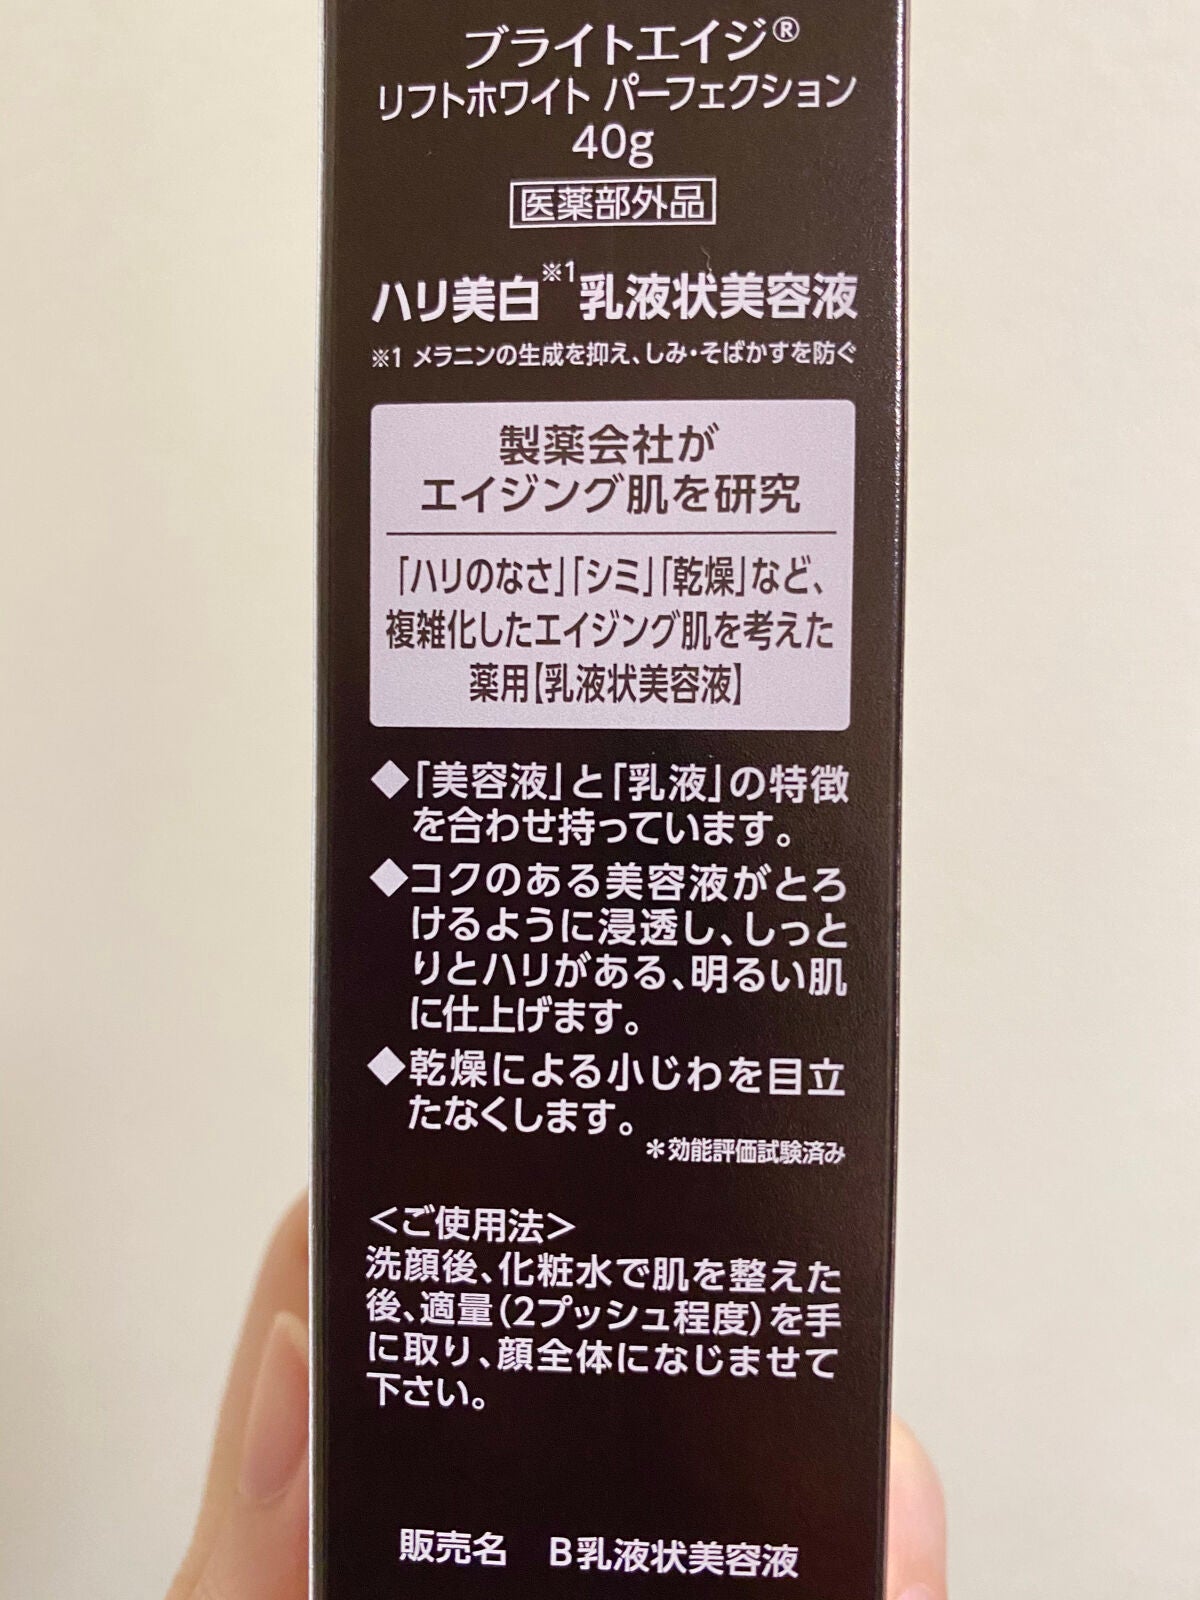 ブライトエイジ®
リフトホワイト パーフェクション
40g
医薬部外品
ハリ美白※1乳液状美容液
※1 メラニンの生成を抑え、しみ・そばかすを防ぐ
製薬会社が
エイジング肌を研究
「ハリのなさ」「シミ」「乾燥」など、
複雑化したエイジング肌を考えた
薬用【乳液状美容液】
◆「美容液」と「乳液」の特徴
を合わせ持っています。
◆コクのある美容液がとろ
けるように浸透し、しっと
りとハリがある、明るい肌
に仕上げます。
◆乾燥による小じわを目立
たなくします。
＊効能評価試験済み
＜ご使用法＞
洗顔後、化粧水で肌を整えた
後、適量(2プッシュ程度)を手
に取り、顔全体になじませて
下さい。
販売名 B乳液状美容液